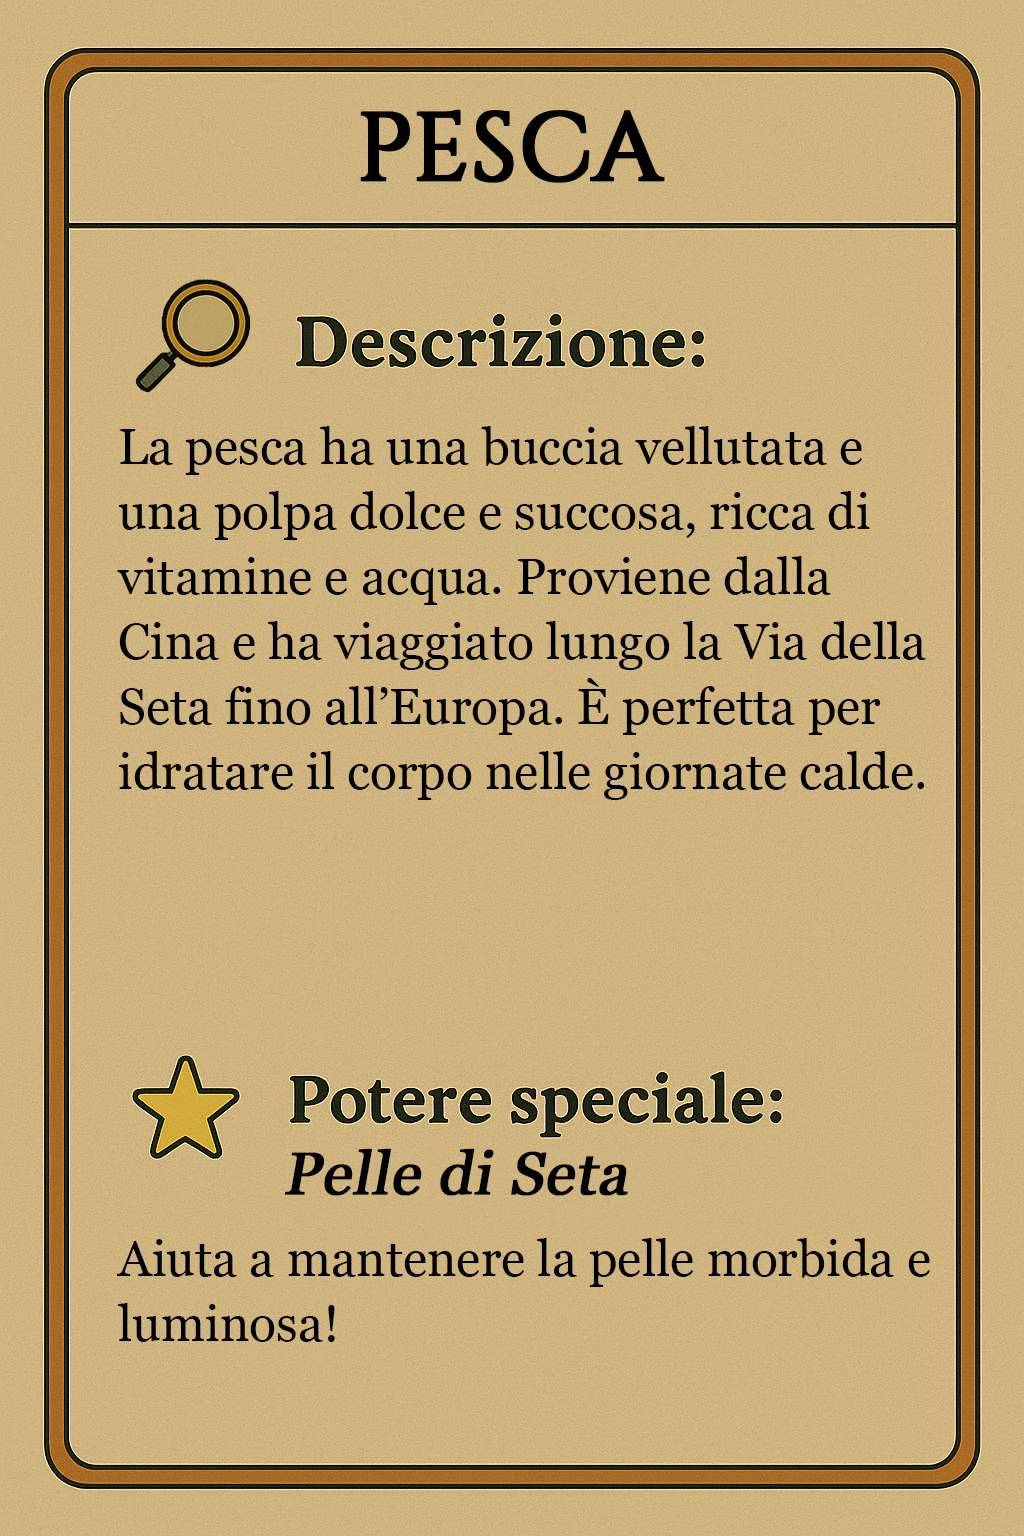 PESCA
Descrizione:
La pesca ha una buccia vellutata e
una polpa dolce e succosa, ricca di
vitamine e acqua. Proviene dalla
Cina e ha viaggiato lungo la Via della
Seta fino all’Europa. È perfetta per
idratare il corpo nelle giornate calde.
Potere speciale:
Pelle di Seta
Aiuta a mantenere la pelle morbida e
luminosa!